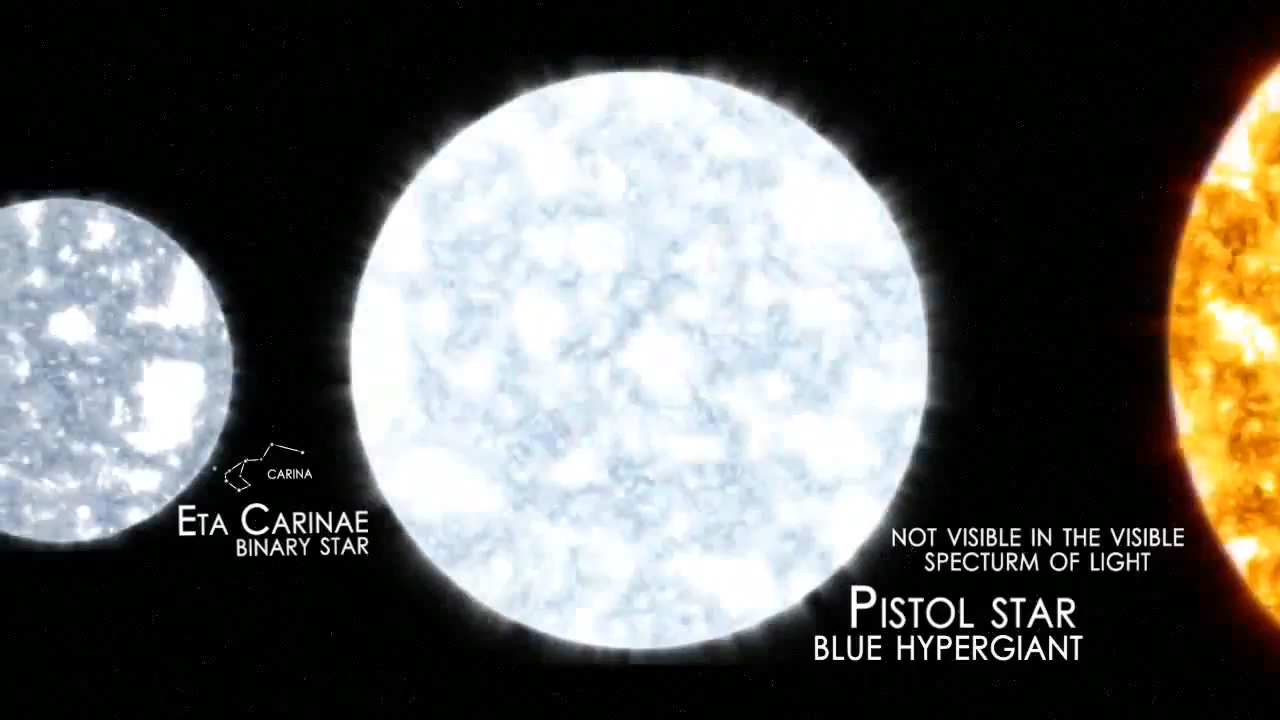 CARINA
ETA CARINAE
BINARY STAR
NOT VISIBLE IN THE VISIBLE
SPECTURM OF LIGHT
PISTOL STAR
BLUE HYPERGIANT